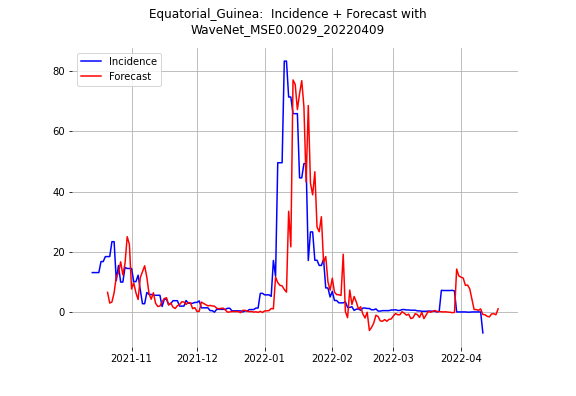 Equatorial_Guinea:  Incidence + Forecast with
WaveNet_MSE0.0029_20220409
Incidence
Forecast
80
60
40
20
0
2021-11
2021-12
2022-01
2022-02
2022-03
2022-04